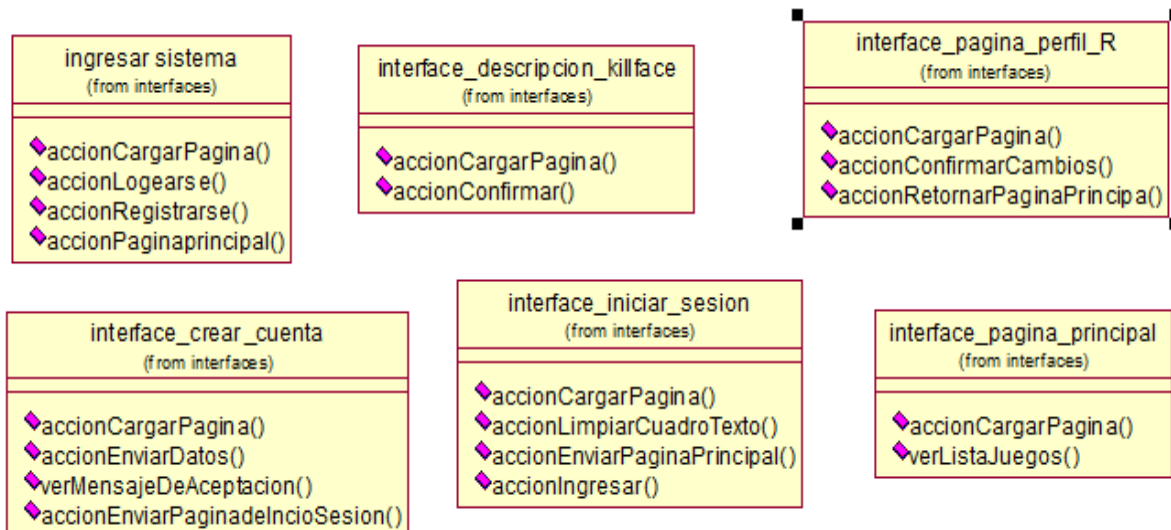 ingresar sistema
(from interfaces)
accionCargarPagina()
accionLogearse()
accionRegistrarse()
accionPaginaprincipal()
interface_descripcion_killface
(from interfaces)
accionCargarPagina()
accionConfirmar()
interface_pagina_perfil_R
(from interfaces)
accionCargarPagina()
accionConfirmarCambios()
accionRetornarPaginaPrincipa()
interface_crear_cuenta
(from interfaces)
accionCargarPagina()
accionEnviarDatos()
verMensajeDeAceptacion()
accionEnviarPaginadeIncioSesion()
interface_iniciar_sesion
(from interfaces)
accionCargarPagina()
accionLimpiarCuadroTexto()
accionEnviarPaginaPrincipal()
accionIngresar()
interface_pagina_principal
(from interfaces)
accionCargarPagina()
verListaJuegos()